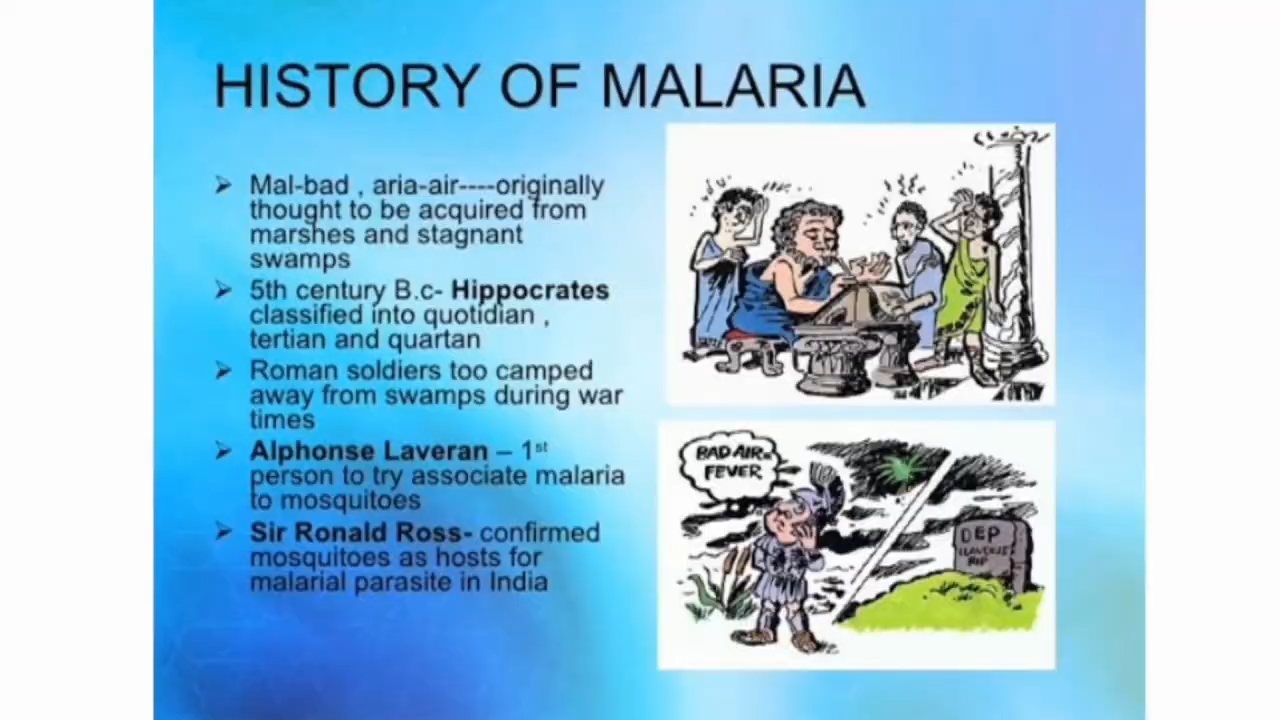 HISTORY OF MALARIA
➢ Mal-bad , aria-air----originally
thought to be acquired from
marshes and stagnant
swamps
➢ 5th century B.c- Hippocrates
classified into quotidian ,
tertian and quartan
➢ Roman soldiers too camped
away from swamps during war
times
➢ Alphonse Laveran – 1st
person to try associate malaria
to mosquitoes
➢ Sir Ronald Ross- confirmed
mosquitoes as hosts for
malarial parasite in India
BAD AIR..
FEVER
DEP
RIP